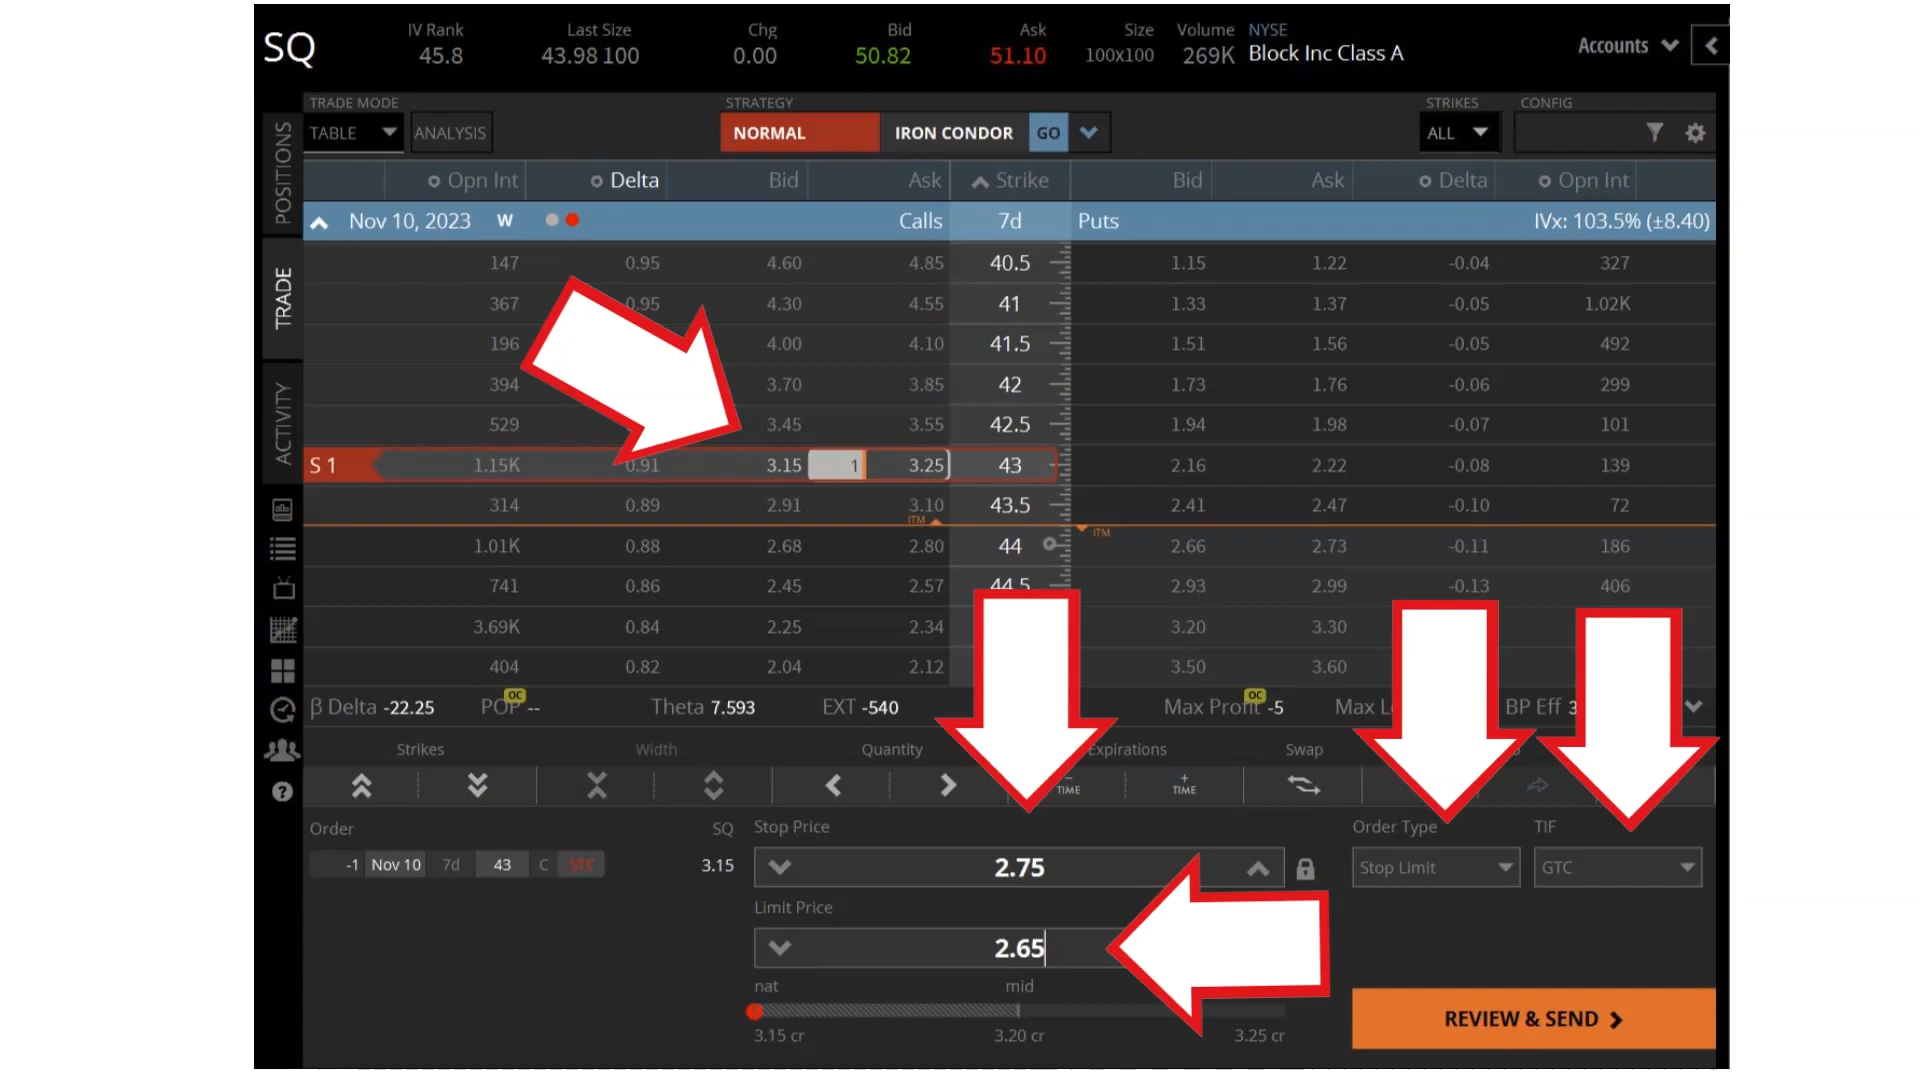 SQ
IV Rank Last Size Chg Bid Ask Size Volume NYSE
45.8 43.98 100 0.00 50.82 51.10 100x100 269K Block Inc Class A
Accounts
TRADE MODE STRATEGY STRIKES CONFIG
TABLE ANALYSIS NORMAL IRON CONDOR GO ALL
POSITIONS
TRADE
ACTIVITY
Opn Int Delta Bid Ask Strike Bid Ask Delta Opn Int
Nov 10, 2023 W Calls 7d Puts IVx: 103.5% (±8.40)
147 0.95 4.60 4.85 40.5 1.15 1.22 -0.04 327
367 0.95 4.30 4.55 41 1.33 1.37 -0.05 1.02K
196 4.00 4.10 41.5 1.51 1.56 -0.05 492
394 3.70 3.85 42 1.73 1.76 -0.06 299
529 3.45 3.55 42.5 1.94 1.98 -0.07 101
S 1 1.15K 0.91 3.15 1 3.25 43 2.16 2.22 -0.08 139
314 0.89 2.91 3.10 43.5 2.41 2.47 -0.10 72
ITM ITM
1.01K 0.88 2.68 2.80 44 2.66 2.73 -0.11 186
741 0.86 2.45 2.57 44.5 2.93 2.99 -0.13 406
3.69K 0.84 2.25 2.34 3.20 3.30
404 0.82 2.04 2.12 3.50 3.60
OC OC
β Delta -22.25 POP -- Theta 7.593 EXT -540 Max Profit -5 Max BP Eff
Strikes Width Quantity Expirations Swap
TIME TIME
Order SQ Stop Price Order Type TIF
-1 Nov 10 7d 43 C STC 3.15 2.75 Stop Limit GTC
Limit Price
2.65
nat mid
3.15 cr 3.20 cr 3.25 cr
REVIEW & SEND